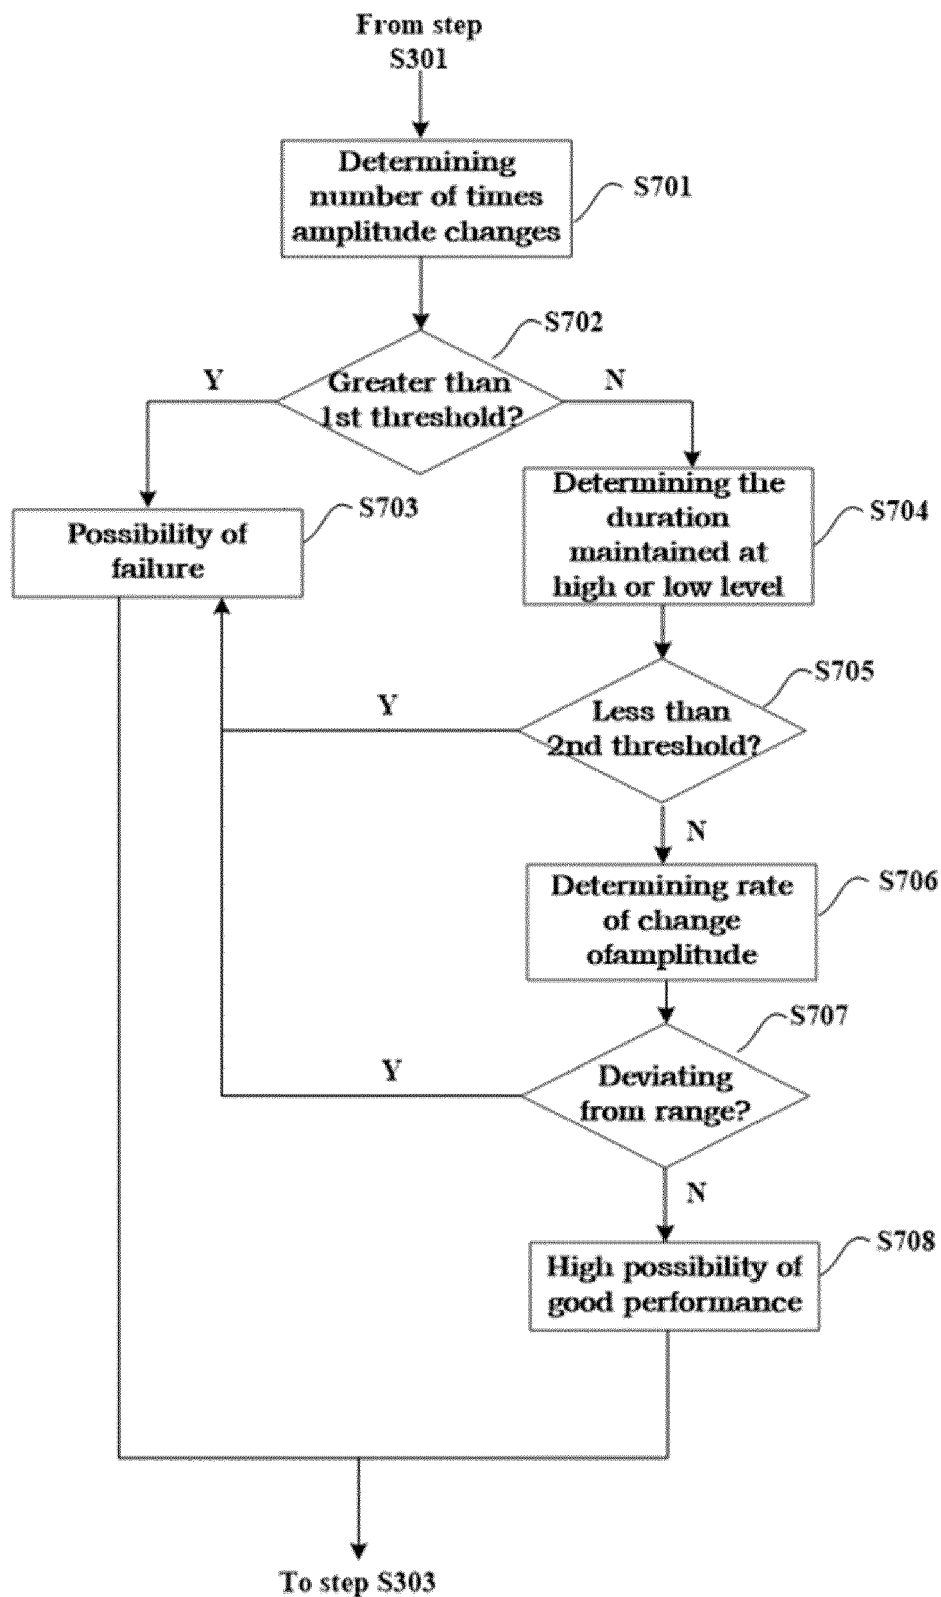 From step
S301
Determining
number of times
amplitude changes
S701
S702
Y
Greater than
1st threshold?
N
S703
Possibility of
failure
Determining the
duration
maintained at
high or low level
S704
S705
Y
Less than
2nd threshold?
N
Determining rate
of change
ofamplitude
S706
S707
Y
Deviating
from range?
N
High possibility of
good performance
S708
To step S303